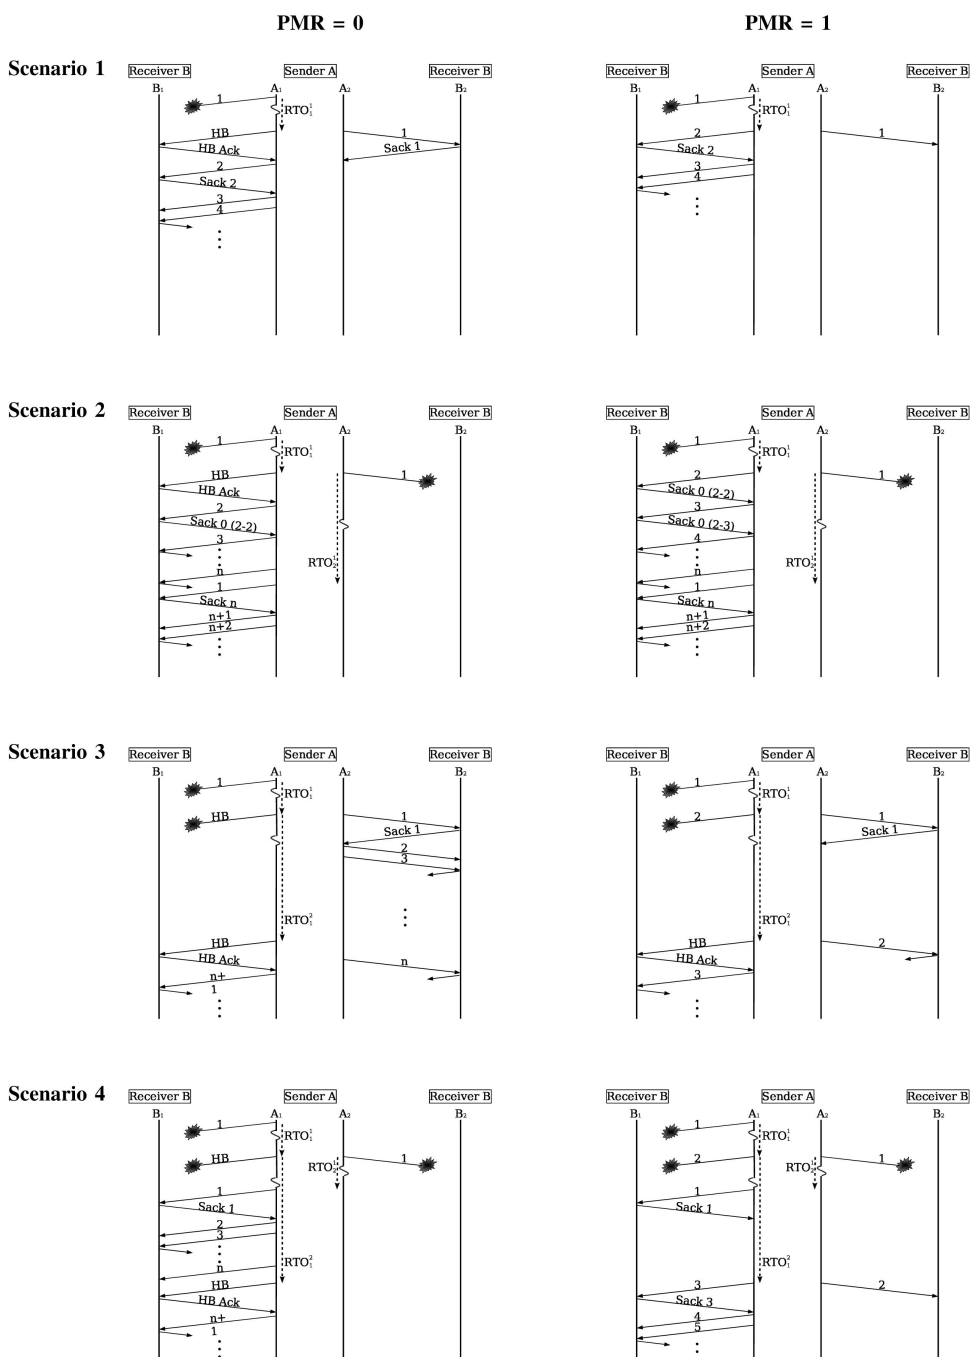 PMR = 0 PMR = 1
Scenario 1
Receiver B Sender A Receiver B Receiver B Sender A Receiver B
B₁ A₁ A₂ B₂ B₁ A₁ A₂ B₂
1 RTO₁¹ 1 RTO₁¹
HB 1 2 1
HB Ack Sack 1 Sack 2
2 3
Sack 2 4
3
4
Scenario 2
Receiver B Sender A Receiver B Receiver B Sender A Receiver B
B₁ A₁ A₂ B₂ B₁ A₁ A₂ B₂
1 RTO₁¹ 1 RTO₁¹
HB 1 2 1
HB Ack Sack 0 (2-2)
2 3
Sack 0 (2-2) Sack 0 (2-3)
3 4
RTO₂¹ RTO₂¹
n n
1 1
Sack n Sack n
n+1 n+1
n+2 n+2
Scenario 3
Receiver B Sender A Receiver B Receiver B Sender A Receiver B
B₁ A₁ A₂ B₂ B₁ A₁ A₂ B₂
1 RTO₁¹ 1 RTO₁¹
HB 1 2 1
Sack 1 Sack 1
2
3
RTO₁² RTO₁²
HB HB 2
HB Ack n HB Ack
n+ 3
1
Scenario 4
Receiver B Sender A Receiver B Receiver B Sender A Receiver B
B₁ A₁ A₂ B₂ B₁ A₁ A₂ B₂
1 RTO₁¹ 1 RTO₁¹
HB RTO₂¹ 1 2 RTO₂¹ 1
1 1
Sack 1 Sack 1
2
3
RTO₁² RTO₁²
n
HB 3 2
HB Ack Sack 3
n+ 4
1 5